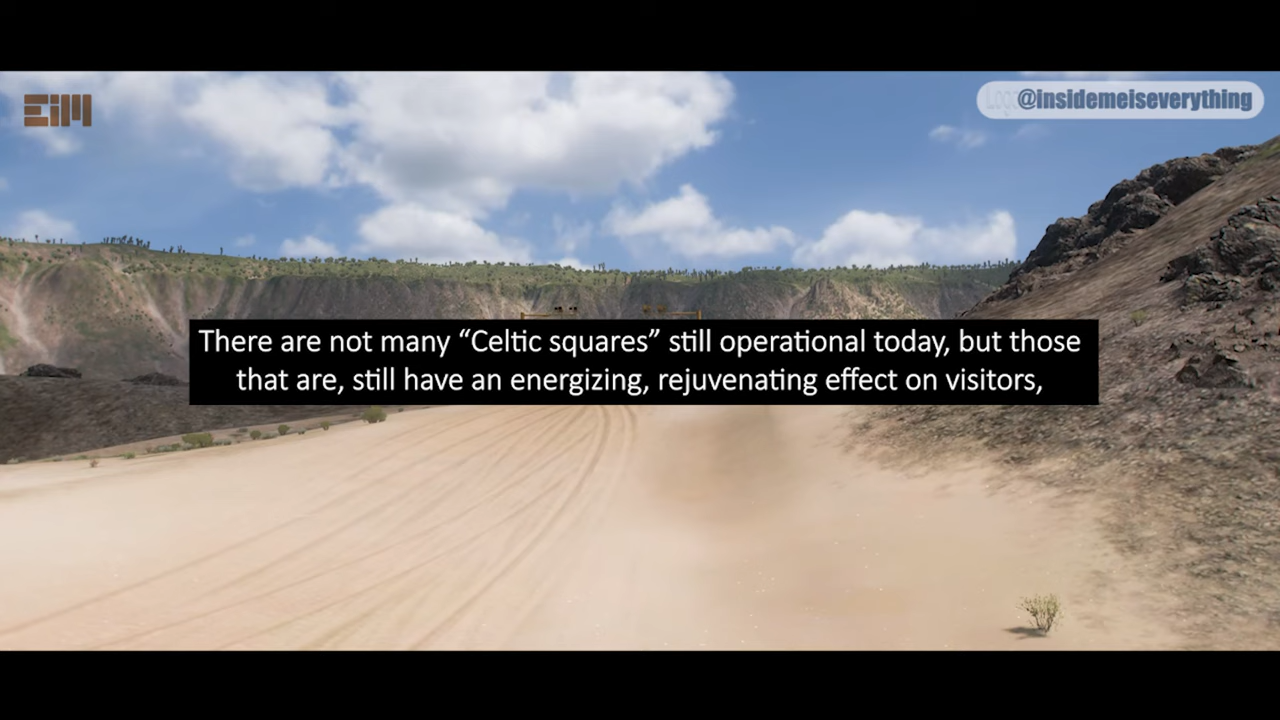 EIM
@insidemeiseverything
There are not many “Celtic squares” still operational today, but those
that are, still have an energizing, rejuvenating effect on visitors,